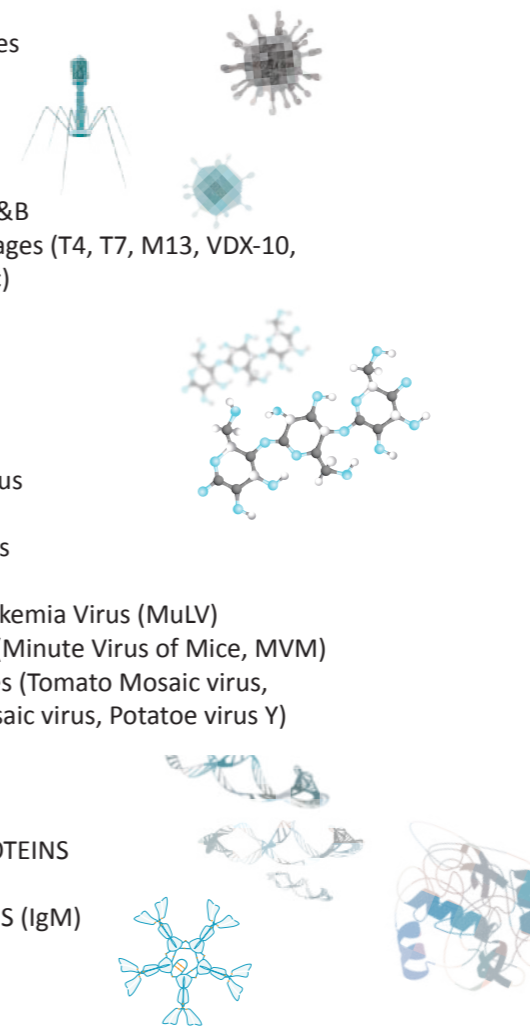 es
&B
ages (T4, T7, M13, VDX-10,
:)
us
s
kemia Virus (MuLV)
(Minute Virus of Mice, MVM)
es (Tomato Mosaic virus,
saic virus, Potatoe virus Y)
OTEINS
S (IgM)